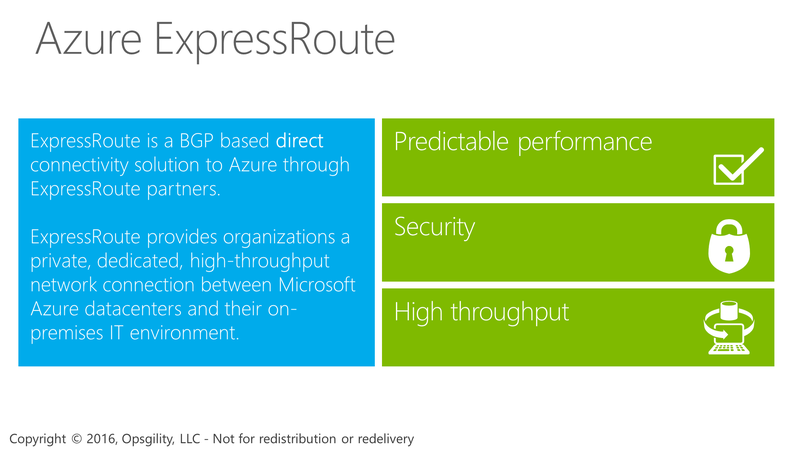 Azure ExpressRoute
ExpressRoute is a BGP based direct
connectivity solution to Azure through
ExpressRoute partners.
ExpressRoute provides organizations a
private, dedicated, high-throughput
network connection between Microsoft
Azure datacenters and their on-
premises IT environment.
Predictable performance
Security
High throughput
Copyright © 2016, Opsgility, LLC - Not for redistribution or redelivery